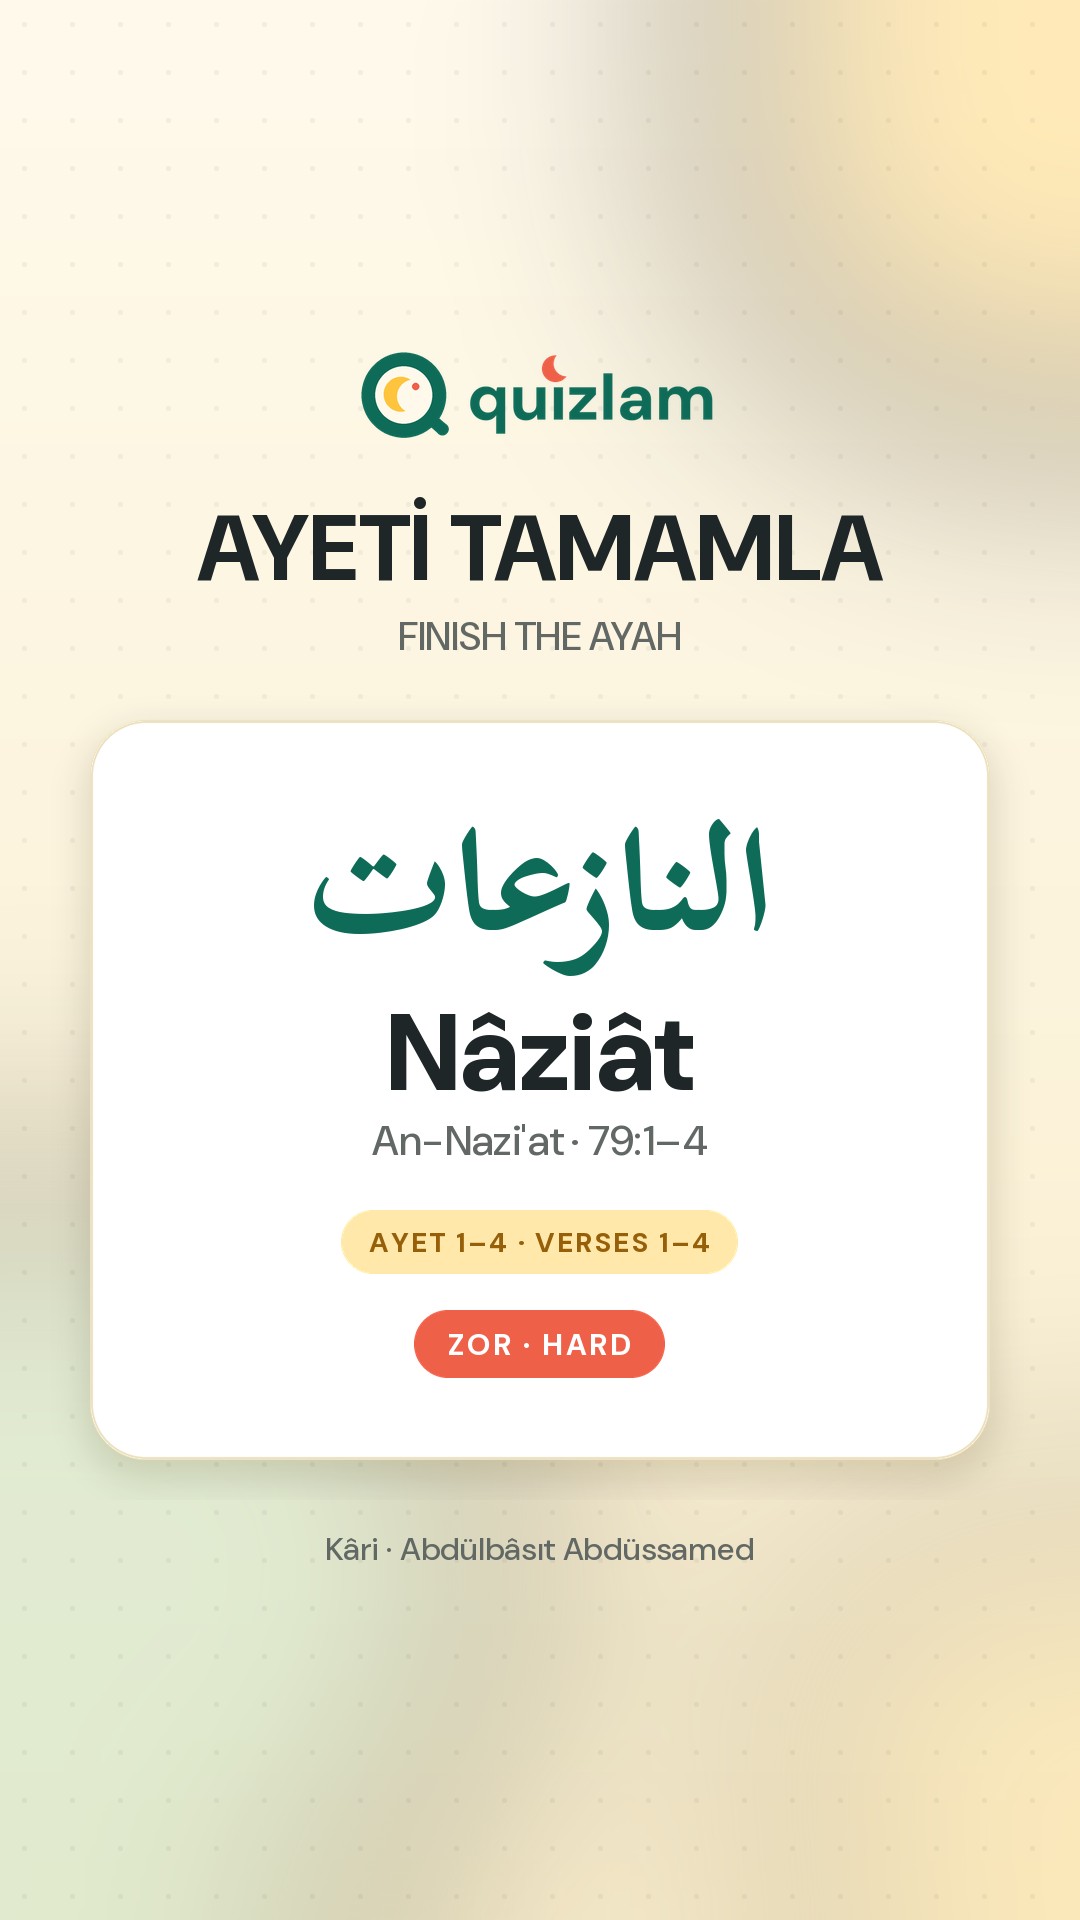 quizlam
AYETİ TAMAMLA
FINISH THE AYAH
النازعات
Nâziât
An-Nazi'at · 79:1–4
AYET 1–4 · VERSES 1–4
ZOR · HARD
Kâri · Abdülbâsıt Abdüssamed